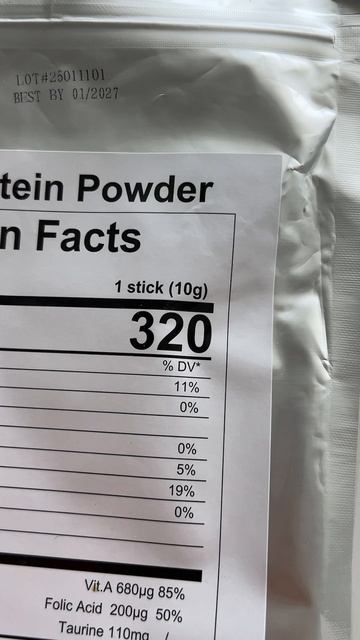 LOT#25011101
BEST BY 01/2027
tein Powder
n Facts
1 stick (10g)
320
% DV*
11%
0%
0%
5%
19%
0%
Vit.A 680µg 85%
Folic Acid 200µg 50%
Taurine 110mg /